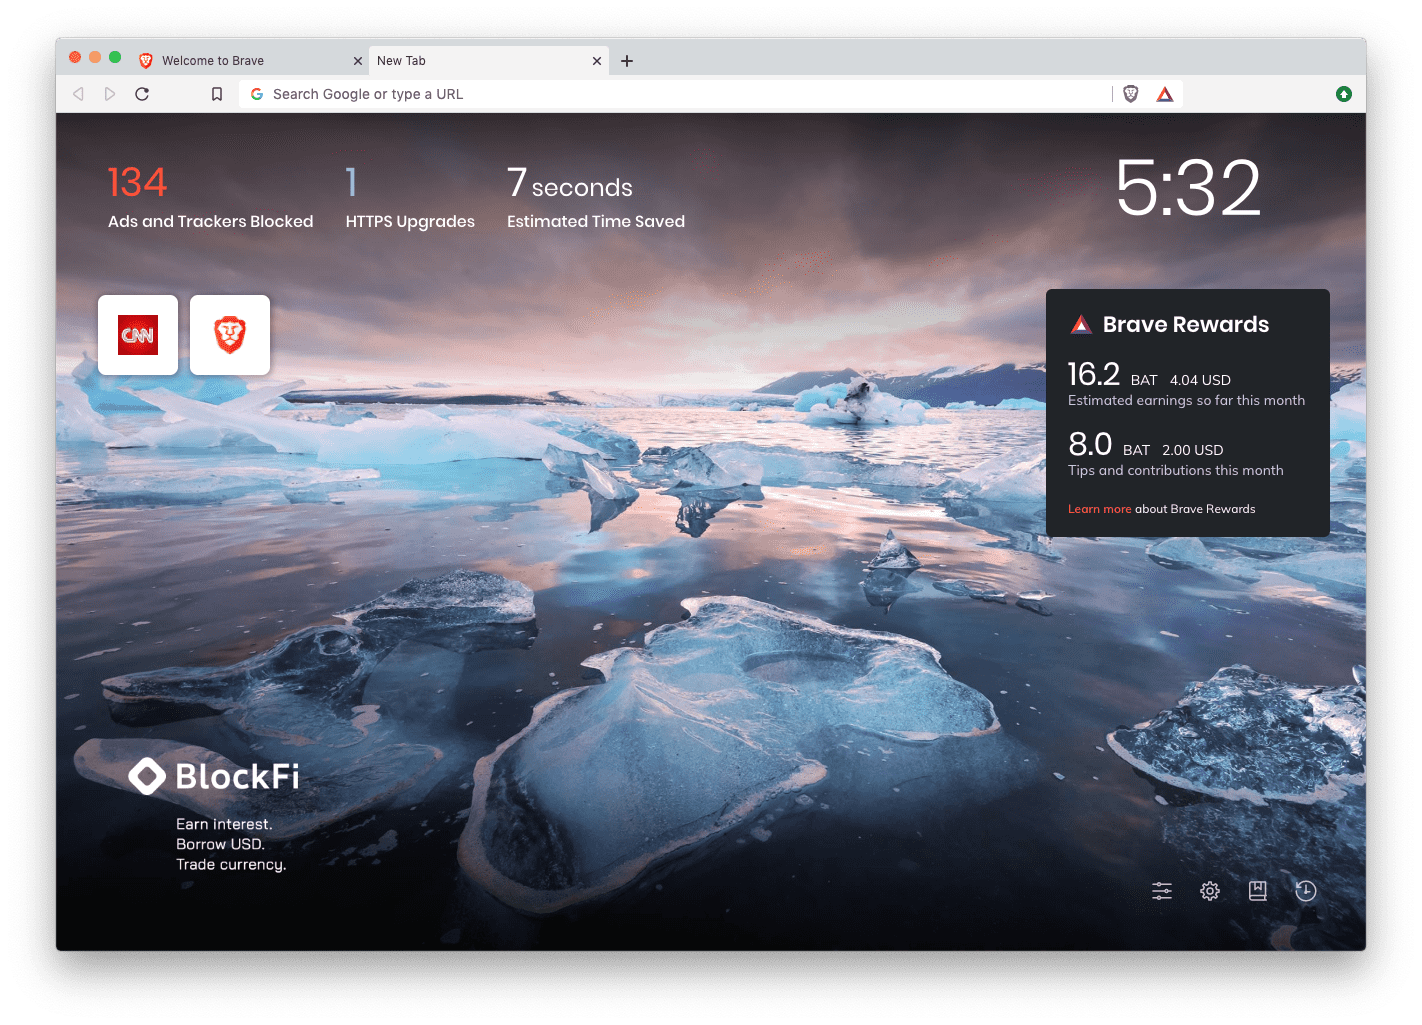 Welcome to Brave
New Tab
Search Google or type a URL
134
Ads and Trackers Blocked
1
HTTPS Upgrades
7 seconds
Estimated Time Saved
5:32
CNN
Brave Rewards
16.2 BAT 4.04 USD
Estimated earnings so far this month
8.0 BAT 2.00 USD
Tips and contributions this month
Learn more about Brave Rewards
BlockFi
Earn interest.
Borrow USD.
Trade currency.